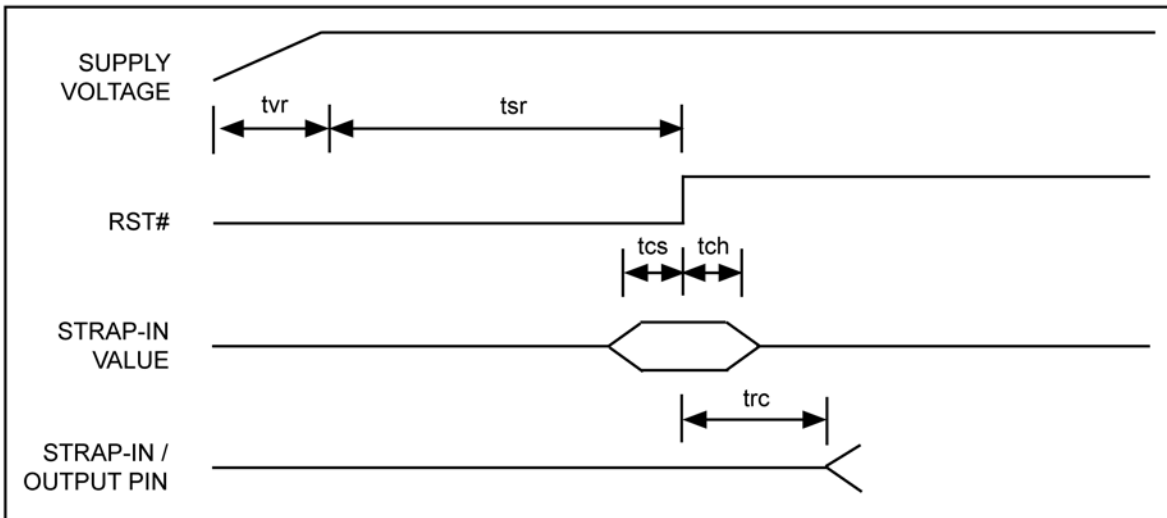 SUPPLY
VOLTAGE
tvr
tsr
RST#
tcs
tch
STRAP-IN
VALUE
trc
STRAP-IN /
OUTPUT PIN